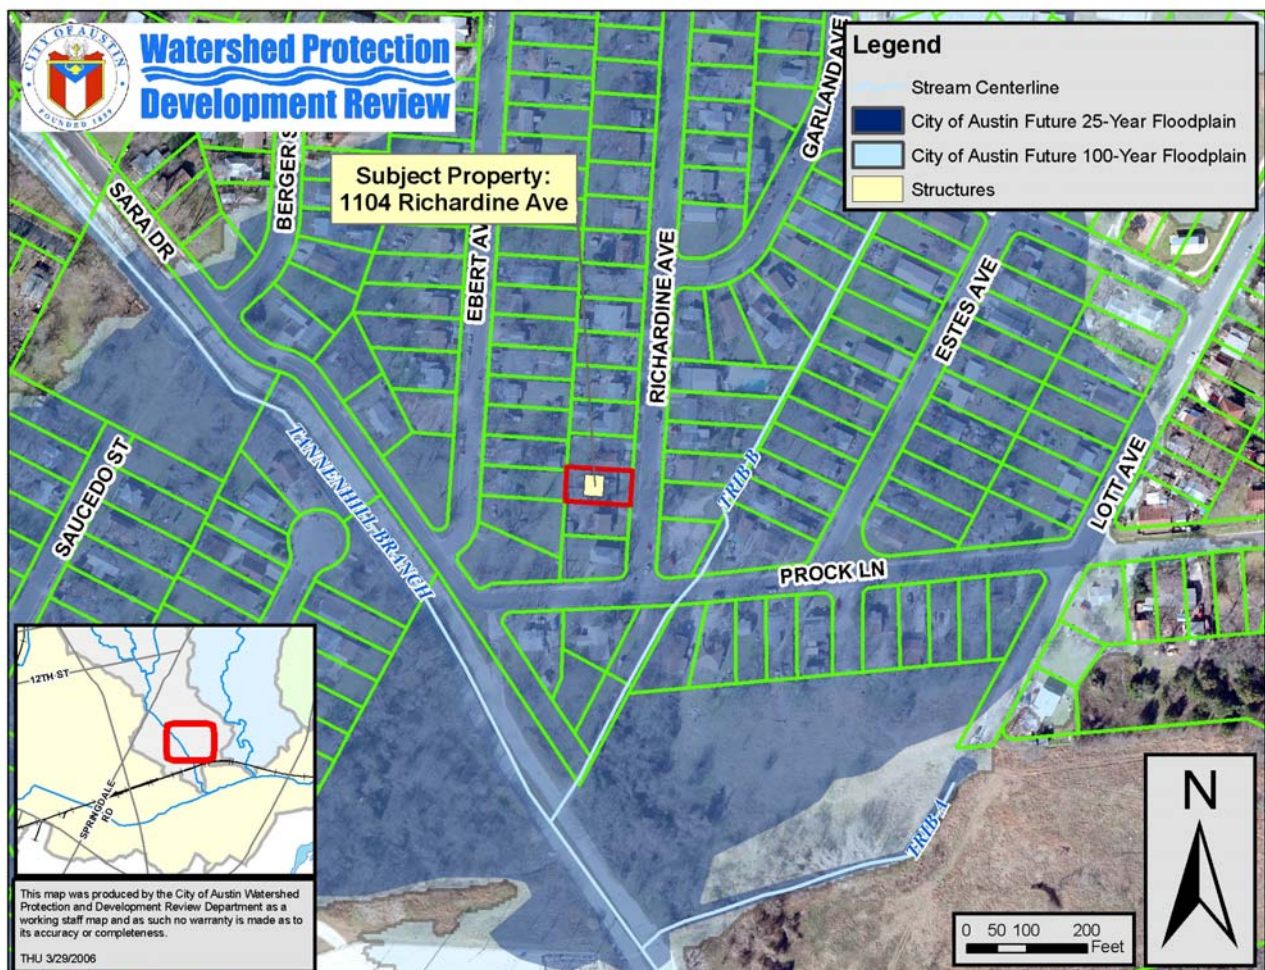 CITY OF AUSTIN
FOUNDED 1839
Watershed Protection
Development Review
Legend
Stream Centerline
City of Austin Future 25-Year Floodplain
City of Austin Future 100-Year Floodplain
Structures
Subject Property:
1104 Richardine Ave
SARA DR
BERGER S
EBERT AV
RICHARDINE AVE
GARLAND AVE
ESTES AVE
LOTT AVE
SAUCEDO ST
TANNENHILL BRANCH
TRIB B
PROCK LN
TRIB A
12TH ST
SPRINGDALE
RD
This map was produced by the City of Austin Watershed
Protection and Development Review Department as a
working staff map and as such no warranty is made as to
its accuracy or completeness.
THU 3/29/2006
N
0 50 100 200
Feet